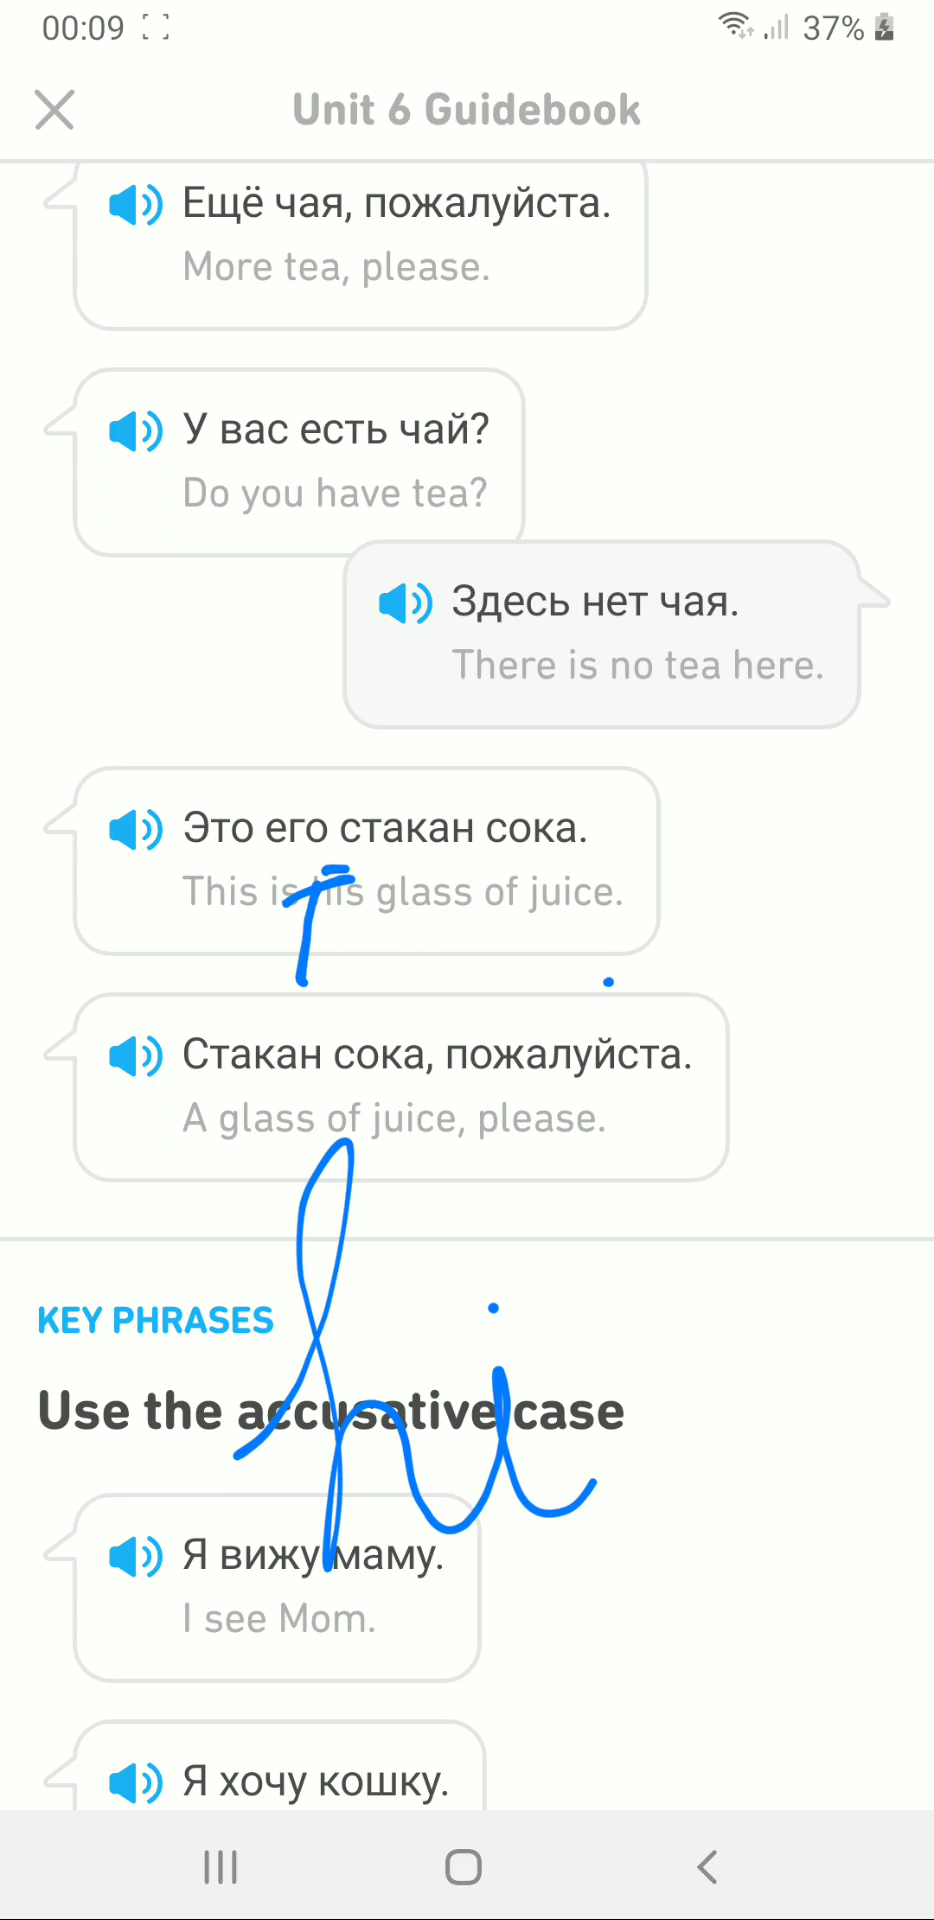 00:09 37%
Unit 6 Guidebook
Ещё чая, пожалуйста.
More tea, please.
У вас есть чай?
Do you have tea?
Здесь нет чая.
There is no tea here.
Это его стакан сока.
This is his glass of juice.
Стакан сока, пожалуйста.
A glass of juice, please.
KEY PHRASES
hi
Use the accusative case
Я вижу маму.
I see Mom.
Я хочу кошку.